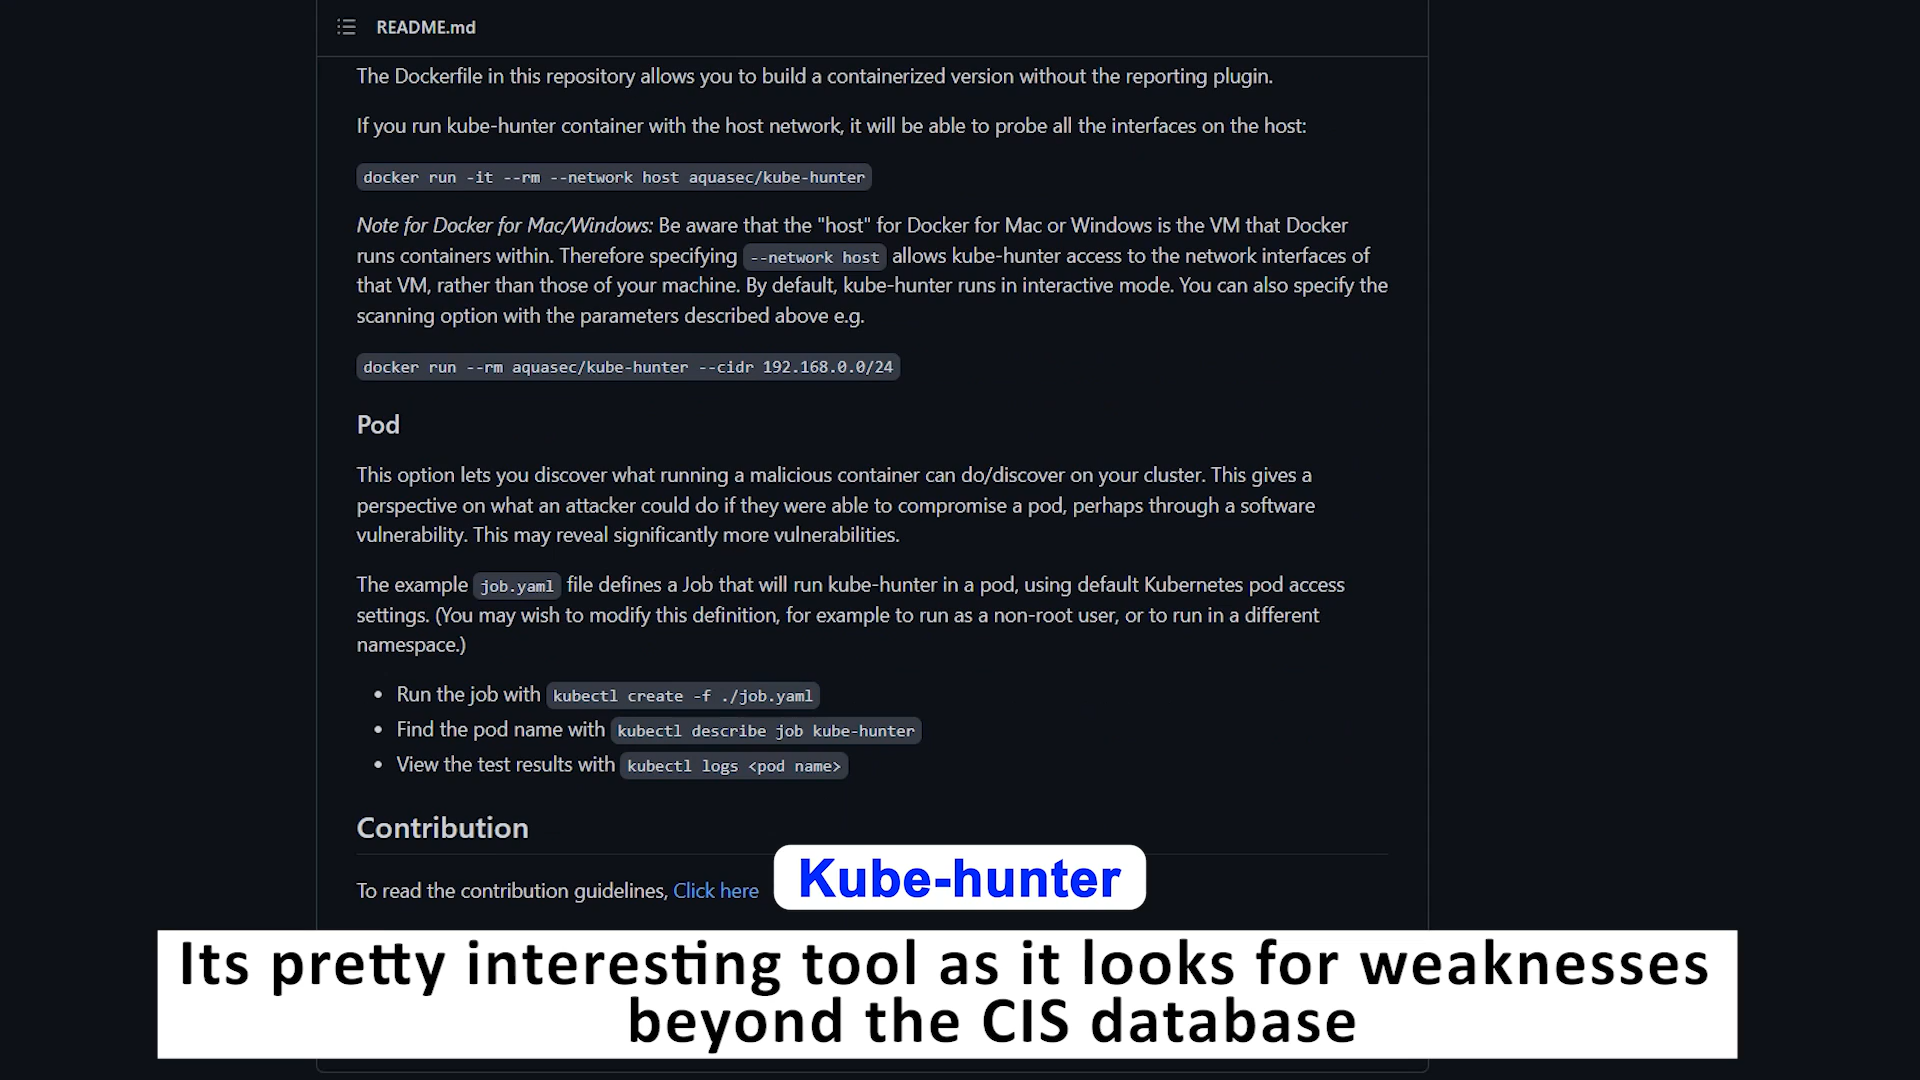 README.md
The Dockerfile in this repository allows you to build a containerized version without the reporting plugin.
If you run kube-hunter container with the host network, it will be able to probe all the interfaces on the host:
docker run -it --rm --network host aquasec/kube-hunter
Note for Docker for Mac/Windows: Be aware that the "host" for Docker for Mac or Windows is the VM that Docker
runs containers within. Therefore specifying --network host allows kube-hunter access to the network interfaces of
that VM, rather than those of your machine. By default, kube-hunter runs in interactive mode. You can also specify the
scanning option with the parameters described above e.g.
docker run --rm aquasec/kube-hunter --cidr 192.168.0.0/24
Pod
This option lets you discover what running a malicious container can do/discover on your cluster. This gives a
perspective on what an attacker could do if they were able to compromise a pod, perhaps through a software
vulnerability. This may reveal significantly more vulnerabilities.
The example job.yaml file defines a Job that will run kube-hunter in a pod, using default Kubernetes pod access
settings. (You may wish to modify this definition, for example to run as a non-root user, or to run in a different
namespace.)
• Run the job with kubectl create -f ./job.yaml
• Find the pod name with kubectl describe job kube-hunter
• View the test results with kubectl logs <pod name>
Contribution
To read the contribution guidelines, Click here
Kube-hunter
Its pretty interesting tool as it looks for weaknesses
beyond the CIS database